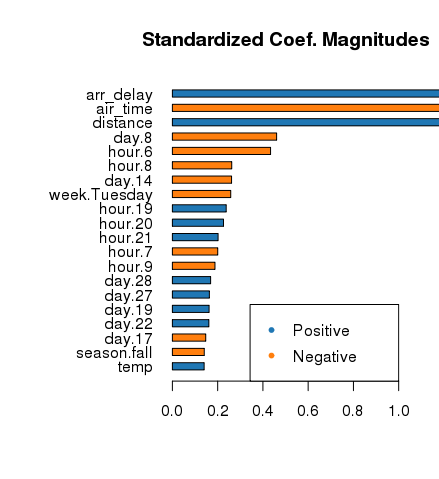 Standardized Coef. Magnitudes
arr_delay
air_time
distance
day.8
hour.6
hour.8
day.14
week.Tuesday
hour.19
hour.20
hour.21
hour.7
hour.9
day.28
day.27
day.19
day.22
day.17
season.fall
temp
Positive
Negative
0.0 0.2 0.4 0.6 0.8 1.0